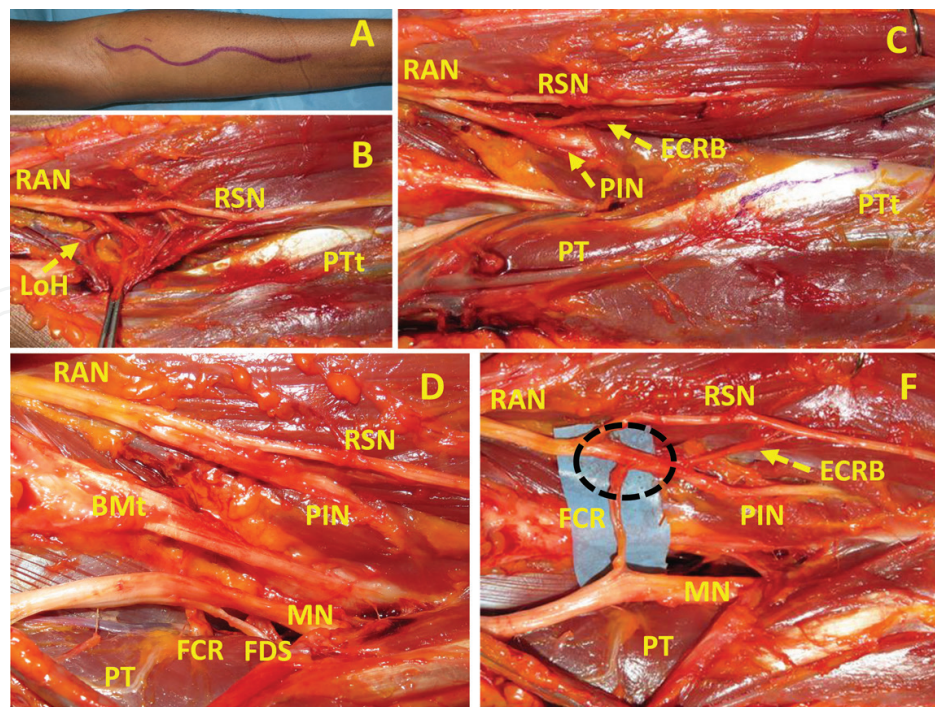 A
B
RAN
RSN
LoH
PTt
C
RAN
RSN
ECRB
PIN
PTt
PT
D
RAN
RSN
BMt
PIN
MN
FCR
FDS
PT
F
RAN
RSN
ECRB
FCR
PIN
MN
PT